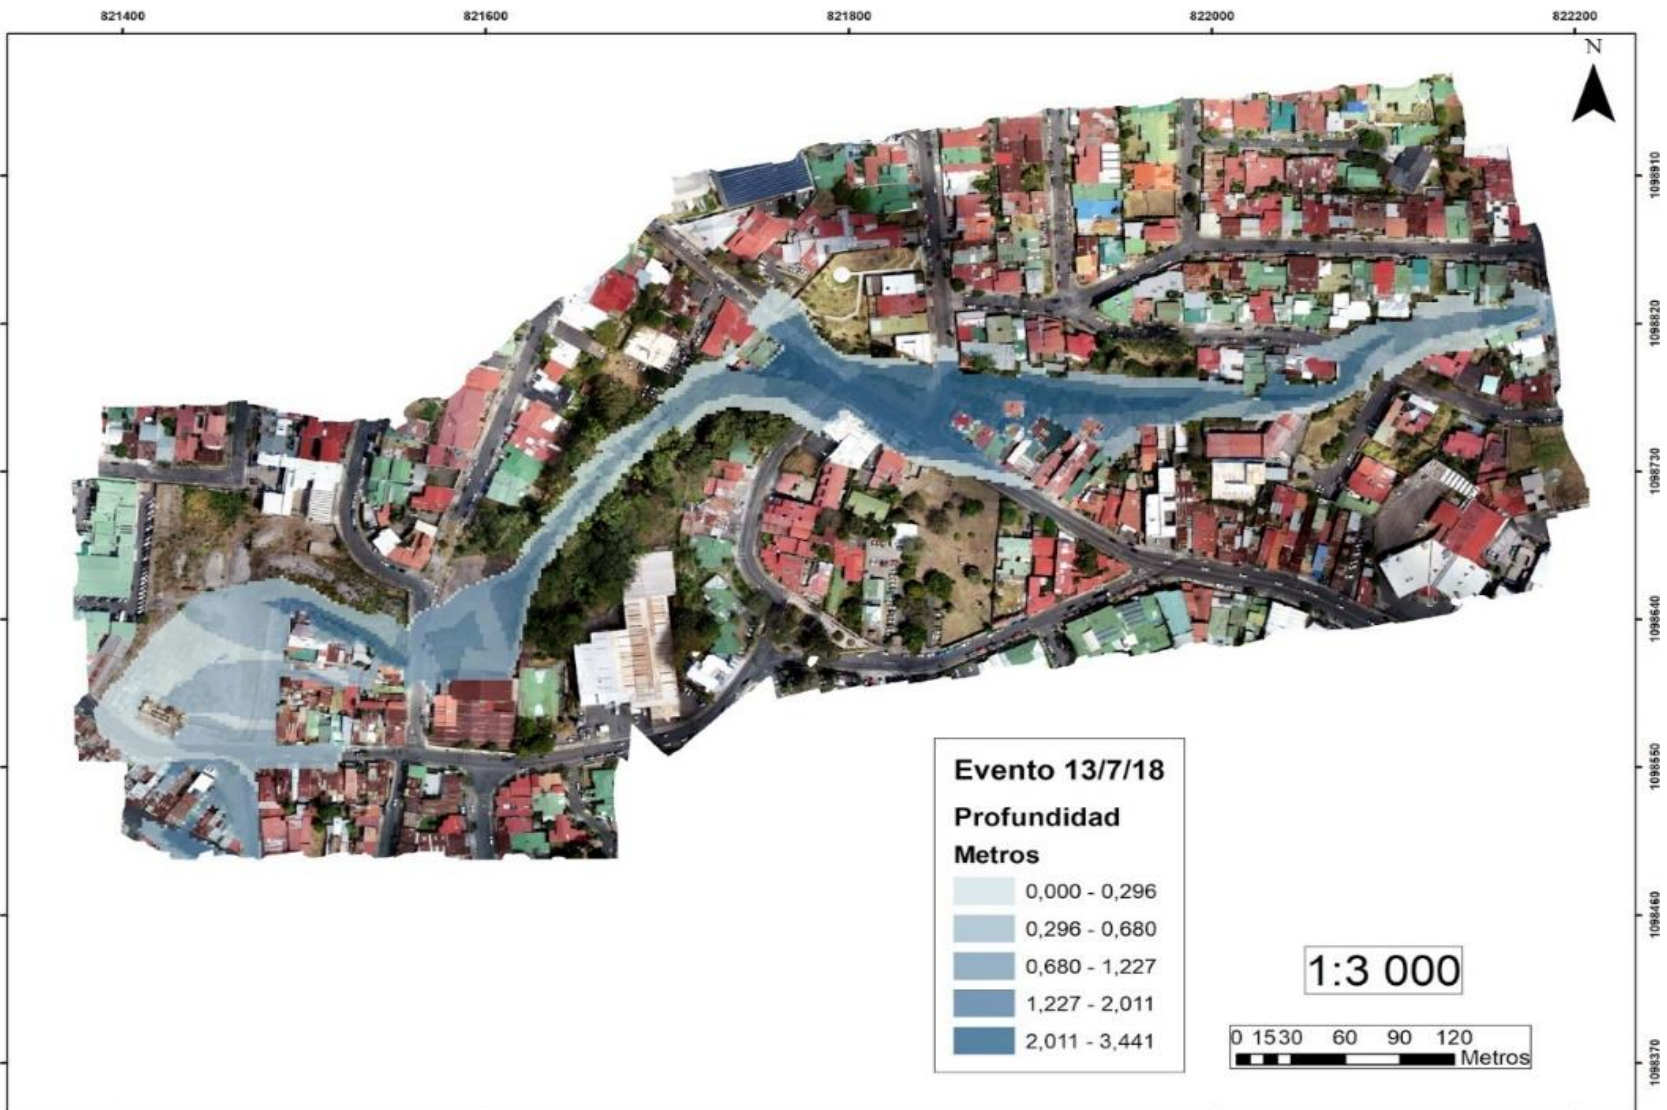 821400 821600 821800 822000 822200
N
1098910
1098820
1098730
1098640
1098550
1098460
1098370
Evento 13/7/18
Profundidad
Metros
0,000 - 0,296
0,296 - 0,680
0,680 - 1,227
1,227 - 2,011
2,011 - 3,441
1:3 000
0 15 30 60 90 120
Metros